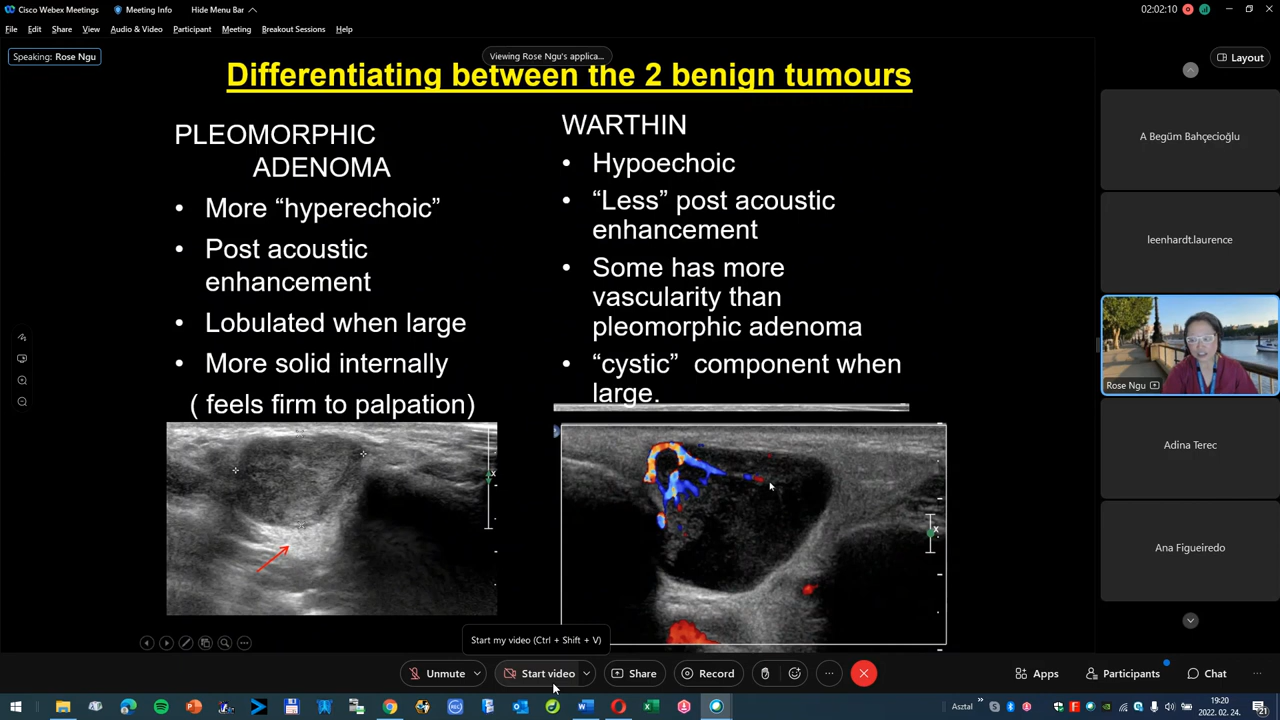 Cisco Webex Meetings
Meeting Info
Hide Menu Bar
02:02:10
File
Edit
Share
View
Audio & Video
Participant
Meeting
Breakout Sessions
Help
Speaking: Rose Ngu
Viewing Rose Ngu's applica...
Layout
Differentiating between the 2 benign tumours
PLEOMORPHIC
ADENOMA
• More “hyperechoic”
• Post acoustic
enhancement
• Lobulated when large
• More solid internally
( feels firm to palpation)
WARTHIN
• Hypoechoic
• “Less” post acoustic
enhancement
• Some has more
vascularity than
pleomorphic adenoma
• “cystic” component when
large.
x
x
A Begüm Bahçecioğlu
leenhardt.laurence
Rose Ngu
Adina Terec
Ana Figueiredo
Start my video (Ctrl + Shift + V)
Unmute
Start video
Share
Record
Apps
Participants
Chat
Asztal
19:20
2022. 02. 24.